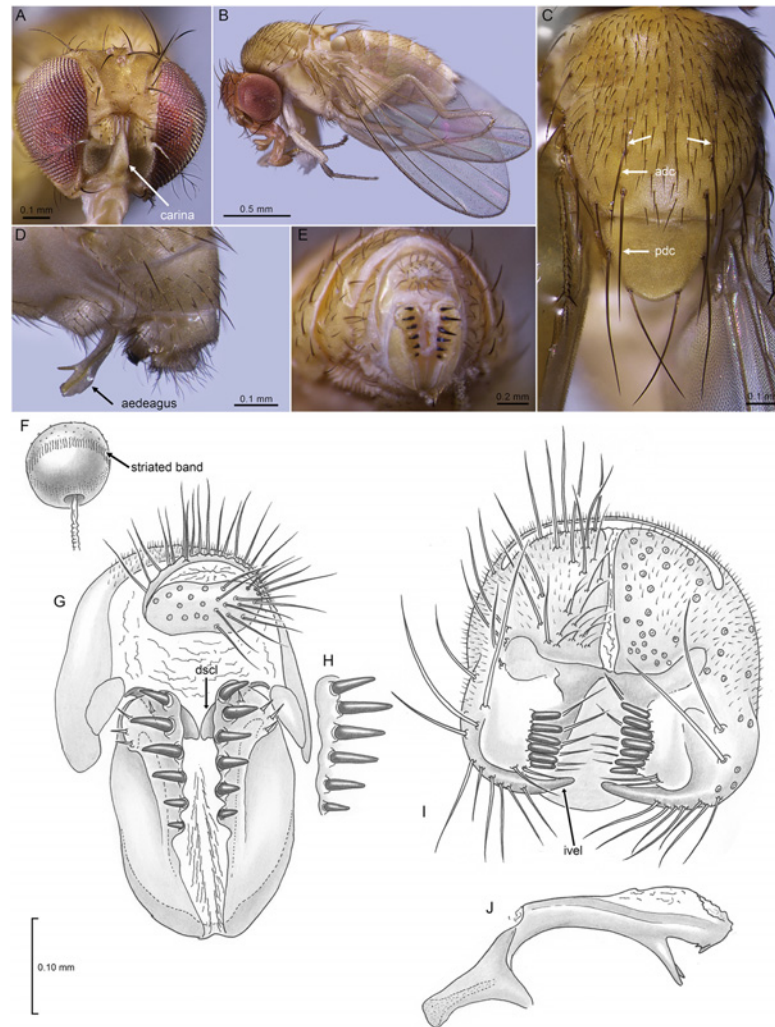 A
carina
0.1 mm
B
0.5 mm
C
adc
pdc
0.1 mm
D
aedeagus
0.1 mm
E
0.2 mm
F
striated band
G
dscl
H
I
ivel
J
0.10 mm